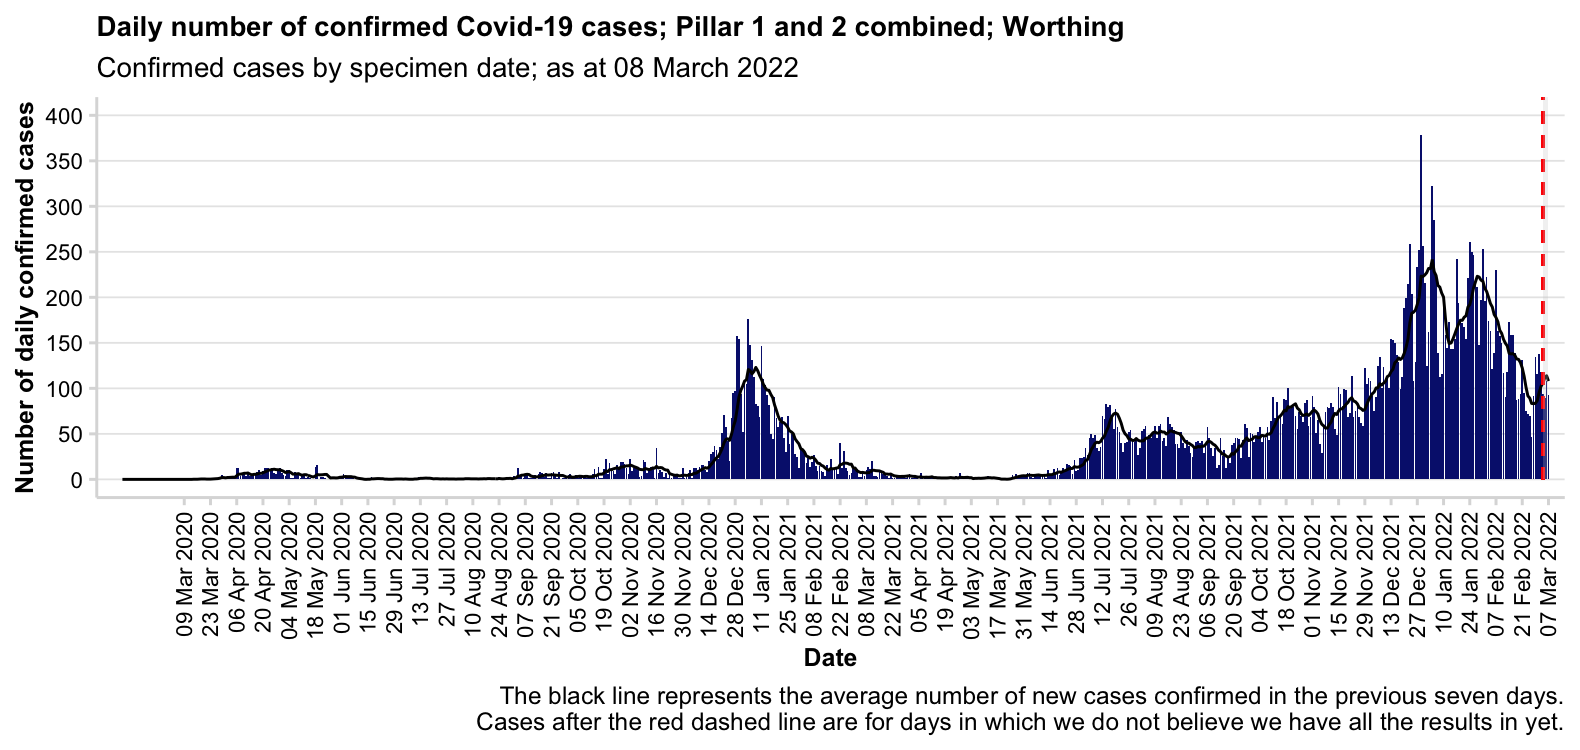 Daily number of confirmed Covid-19 cases; Pillar 1 and 2 combined; Worthing
Confirmed cases by specimen date; as at 08 March 2022
Number of daily confirmed cases
400
350
300
250
200
150
100
50
0
09 Mar 2020
23 Mar 2020
06 Apr 2020
20 Apr 2020
04 May 2020
18 May 2020
01 Jun 2020
15 Jun 2020
29 Jun 2020
13 Jul 2020
27 Jul 2020
10 Aug 2020
24 Aug 2020
07 Sep 2020
21 Sep 2020
05 Oct 2020
19 Oct 2020
02 Nov 2020
16 Nov 2020
30 Nov 2020
14 Dec 2020
28 Dec 2020
11 Jan 2021
25 Jan 2021
08 Feb 2021
22 Feb 2021
08 Mar 2021
22 Mar 2021
05 Apr 2021
19 Apr 2021
03 May 2021
17 May 2021
31 May 2021
14 Jun 2021
28 Jun 2021
12 Jul 2021
26 Jul 2021
09 Aug 2021
23 Aug 2021
06 Sep 2021
20 Sep 2021
04 Oct 2021
18 Oct 2021
01 Nov 2021
15 Nov 2021
29 Nov 2021
13 Dec 2021
27 Dec 2021
10 Jan 2022
24 Jan 2022
07 Feb 2022
21 Feb 2022
07 Mar 2022
Date
The black line represents the average number of new cases confirmed in the previous seven days.
Cases after the red dashed line are for days in which we do not believe we have all the results in yet.